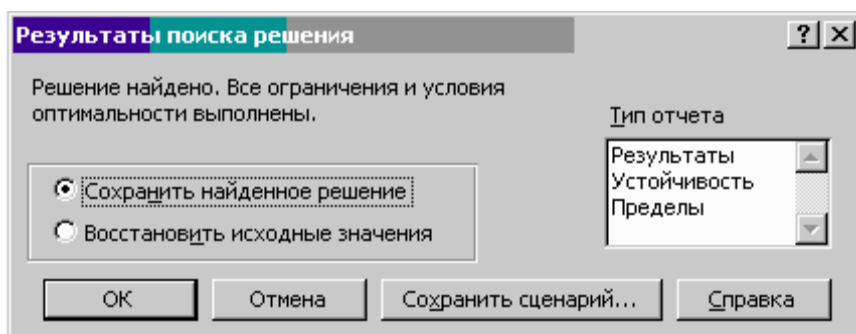 Результаты поиска решения
Решение найдено. Все ограничения и условия
оптимальности выполнены.
Тип отчета
Результаты
Устойчивость
Пределы
Сохранить найденное решение
Восстановить исходные значения
ОК
Отмена
Сохранить сценарий...
Справка